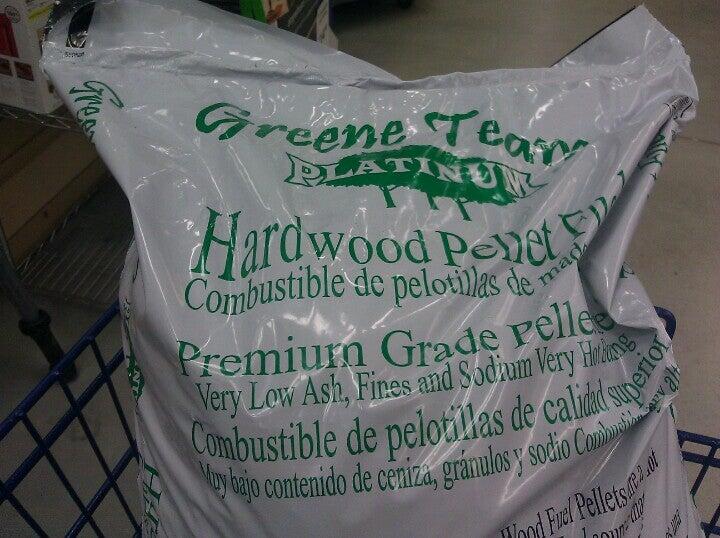 Greene Team
PLATINUM
Hardwood Pellet
Combustible de pelotillas de
Premium Grade
Very Low Ash, Fines and Sodium Very Hot
Combustible de pelotillas de calidad superior
Muy bajo contenido de ceniza, gránulos y sodio
Wood Fuel Pellets